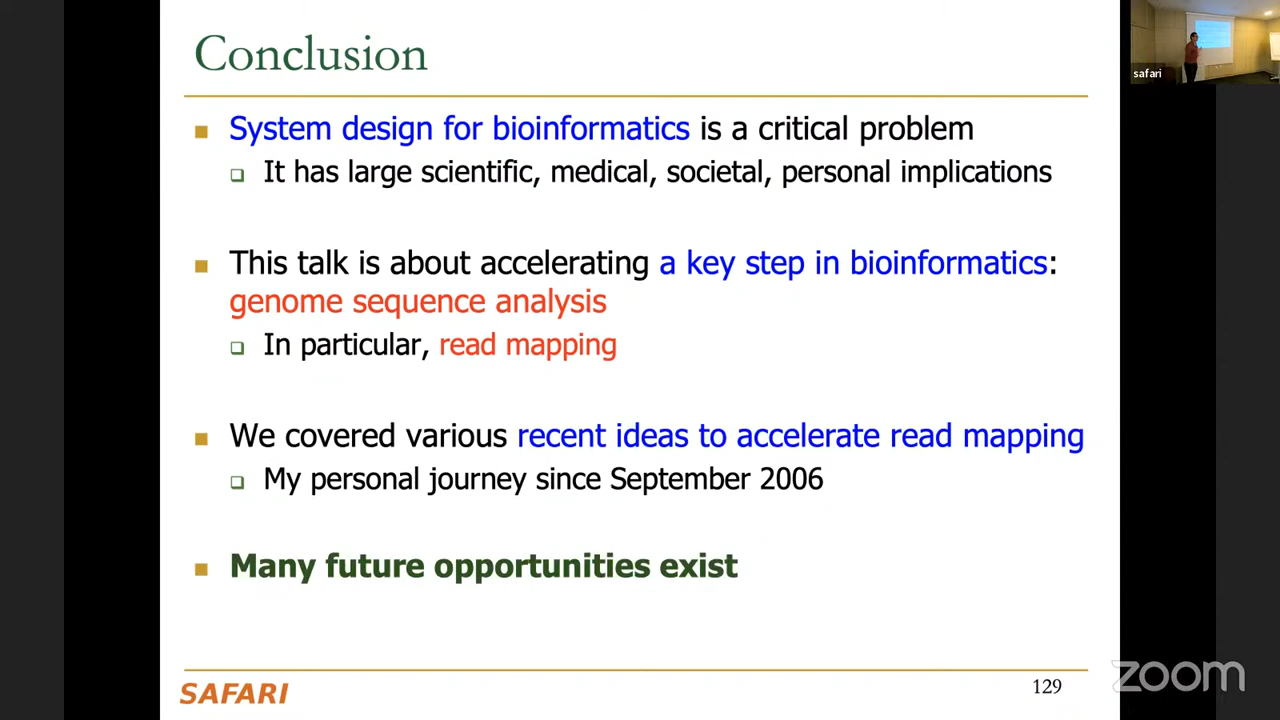 Conclusion
System design for bioinformatics is a critical problem
It has large scientific, medical, societal, personal implications
This talk is about accelerating a key step in bioinformatics:
genome sequence analysis
In particular, read mapping
We covered various recent ideas to accelerate read mapping
My personal journey since September 2006
Many future opportunities exist
SAFARI
129
safari
zoom